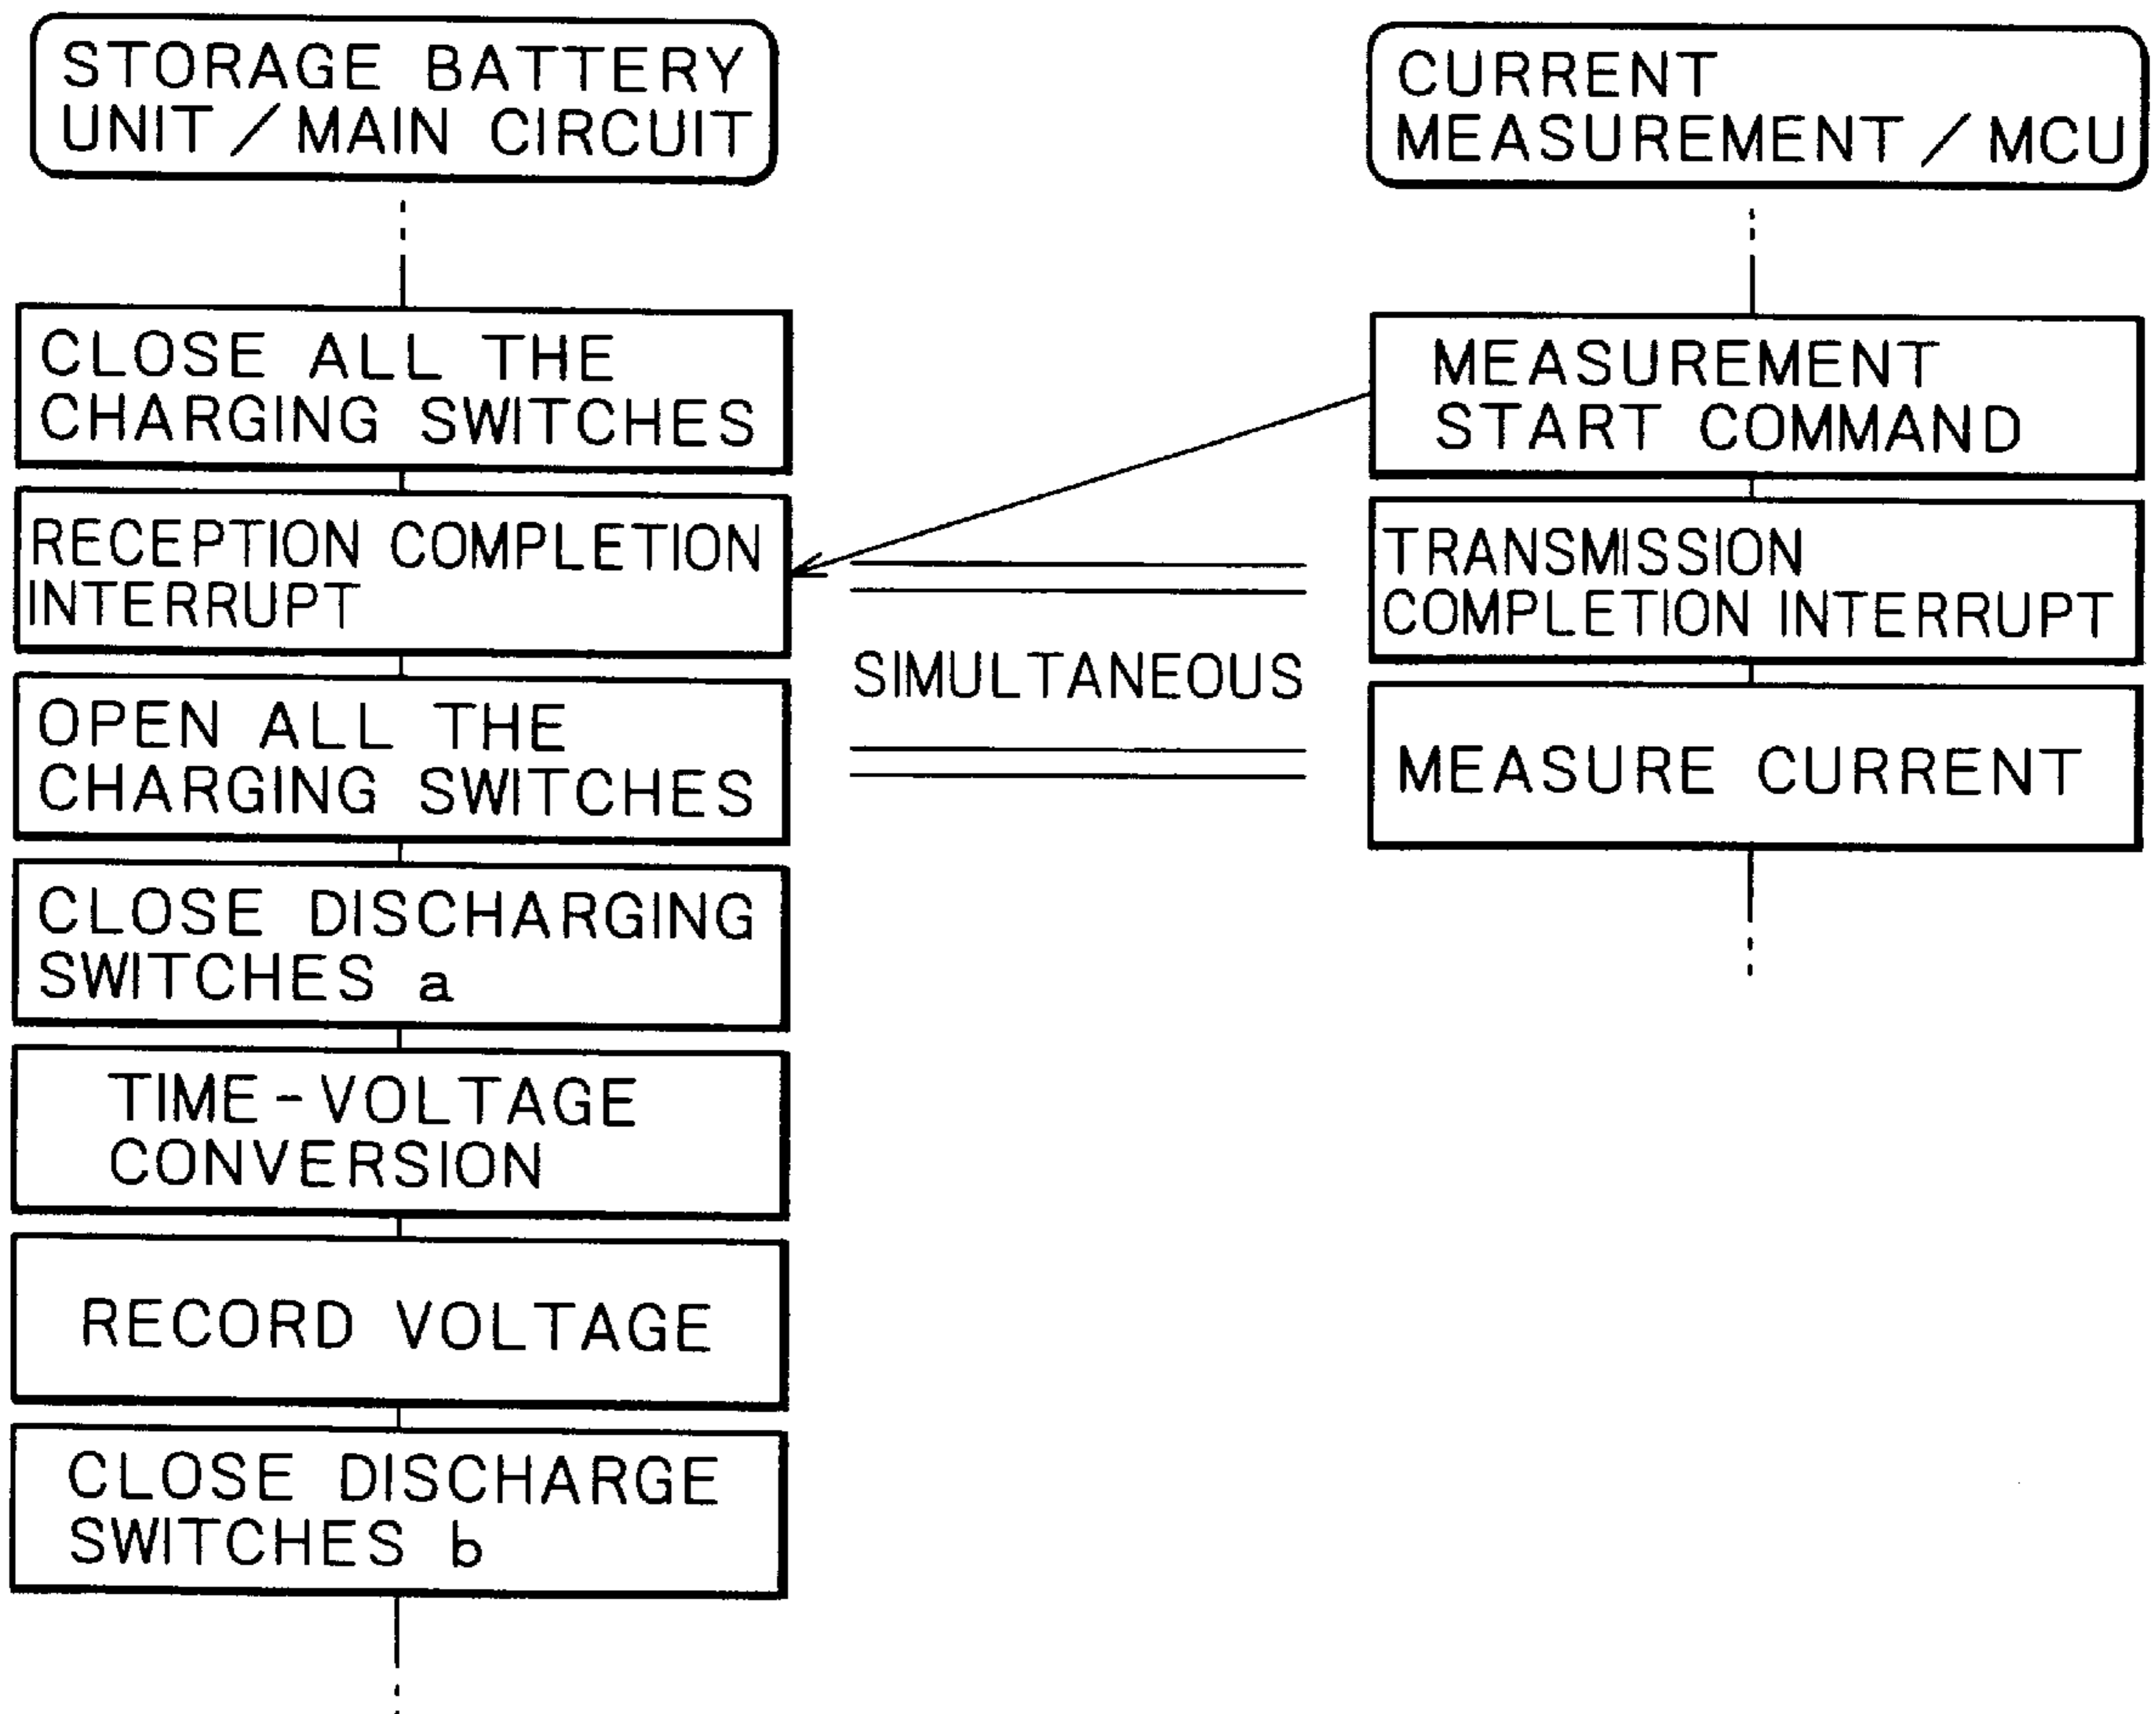 STORAGE BATTERY
UNIT / MAIN CIRCUIT
CLOSE ALL THE
CHARGING SWITCHES
RECEPTION COMPLETION
INTERRUPT
OPEN ALL THE
CHARGING SWITCHES
CLOSE DISCHARGING
SWITCHES a
TIME-VOLTAGE
CONVERSION
RECORD VOLTAGE
CLOSE DISCHARGE
SWITCHES b
SIMULTANEOUS
CURRENT
MEASUREMENT / MCU
MEASUREMENT
START COMMAND
TRANSMISSION
COMPLETION INTERRUPT
MEASURE CURRENT